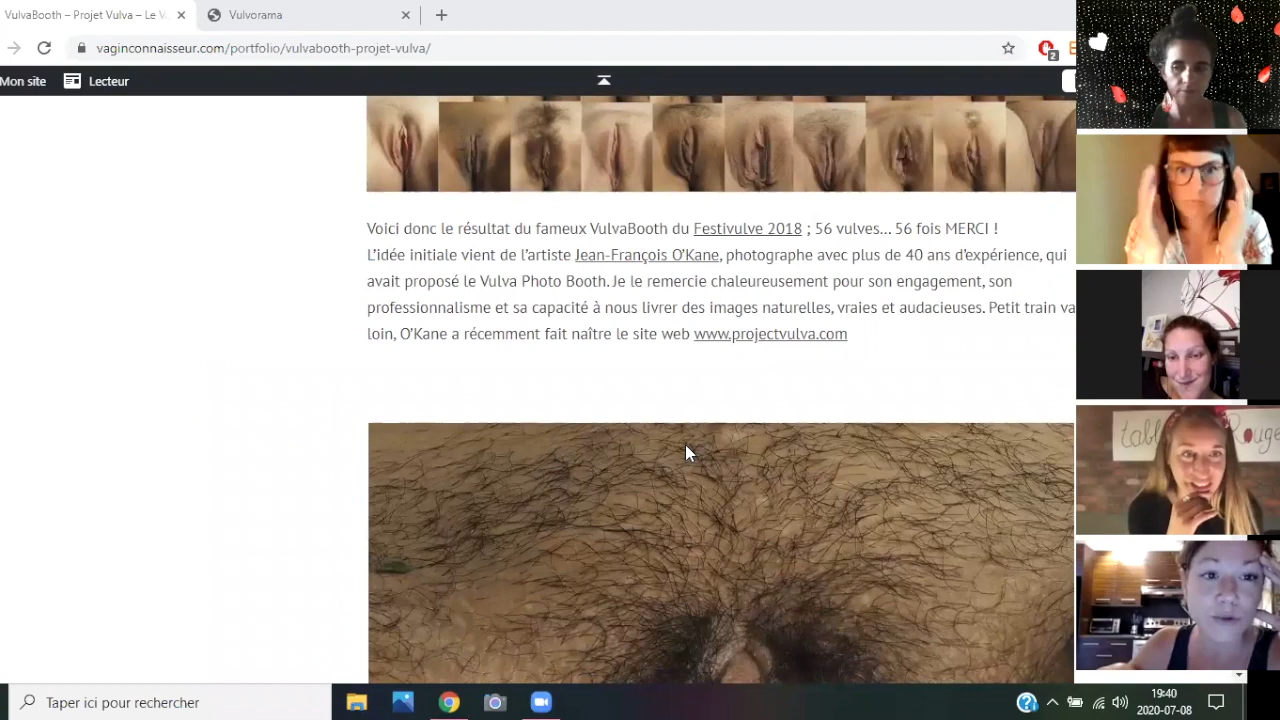 VulvaBooth – Projet Vulva – Le V
Vulvorama
vaginconnaisseur.com/portfolio/vulvabooth-projet-vulva/
2
Mon site
Lecteur
Voici donc le résultat du fameux VulvaBooth du Festivulve 2018 ; 56 vulves... 56 fois MERCI !
L'idée initiale vient de l'artiste Jean-François O'Kane, photographe avec plus de 40 ans d'expérience, qui
avait proposé le Vulva Photo Booth. Je le remercie chaleureusement pour son engagement, son
professionnalisme et sa capacité à nous livrer des images naturelles, vraies et audacieuses. Petit train va
loin, O'Kane a récemment fait naître le site web www.projectvulva.com
tabl Rouge
Taper ici pour rechercher
19:40
2020-07-08